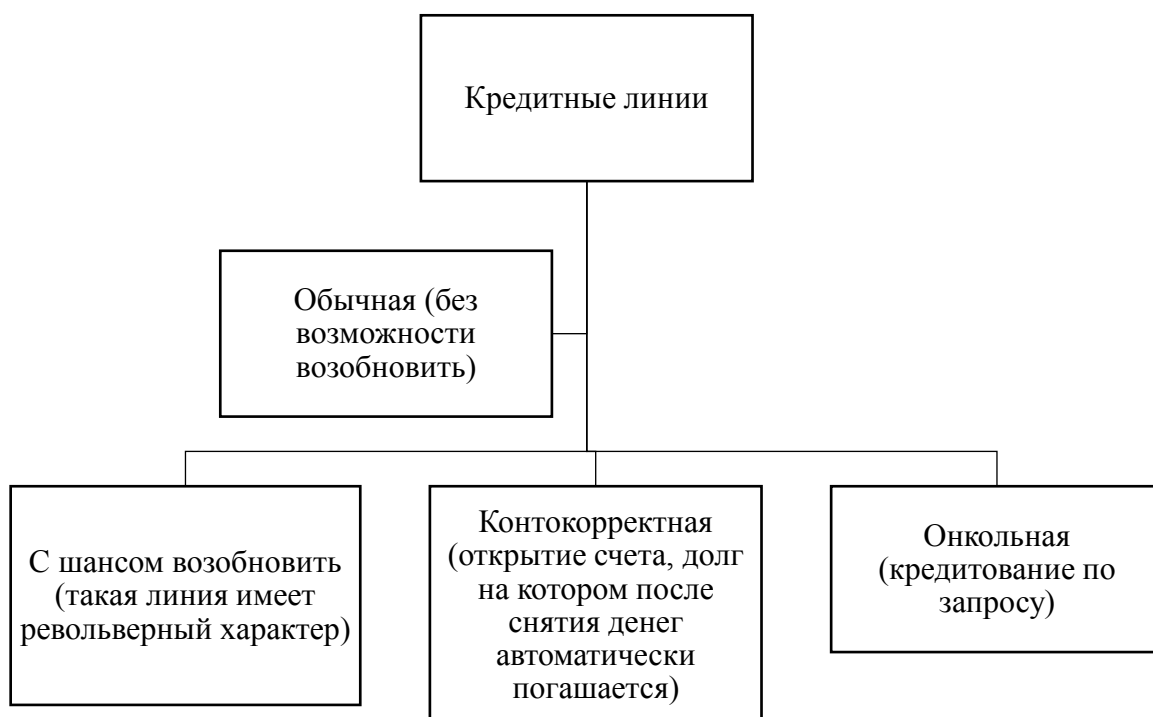 Кредитные линии
Обычная (без
возможности
возобновить)
С шансом возобновить
(такая линия имеет
револьверный характер)
Контокорректная
(открытие счета, долг
на котором после
снятия денег
автоматически
погашается)
Онкольная
(кредитование по
запросу)